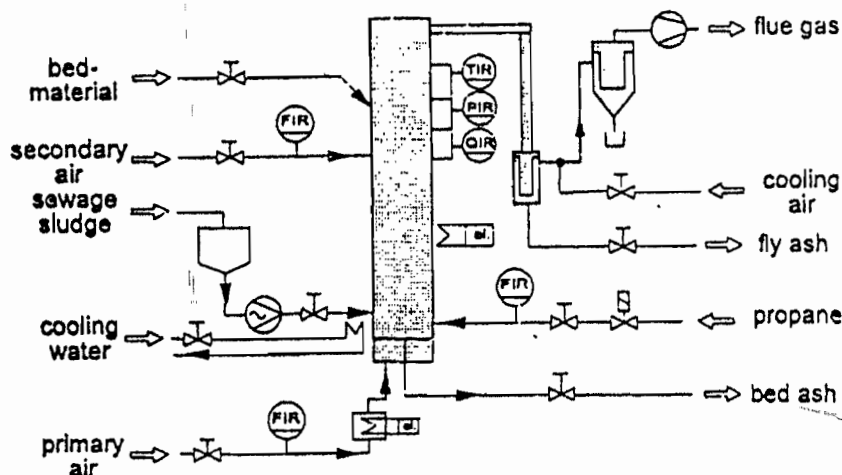 flue gas
bed-
material
TIR
FIR
PIR
secondary
air
QIR
sewage
sludge
cooling
air
fly ash
el.
FIR
propane
cooling
water
bed ash
FIR
el.
primary
air